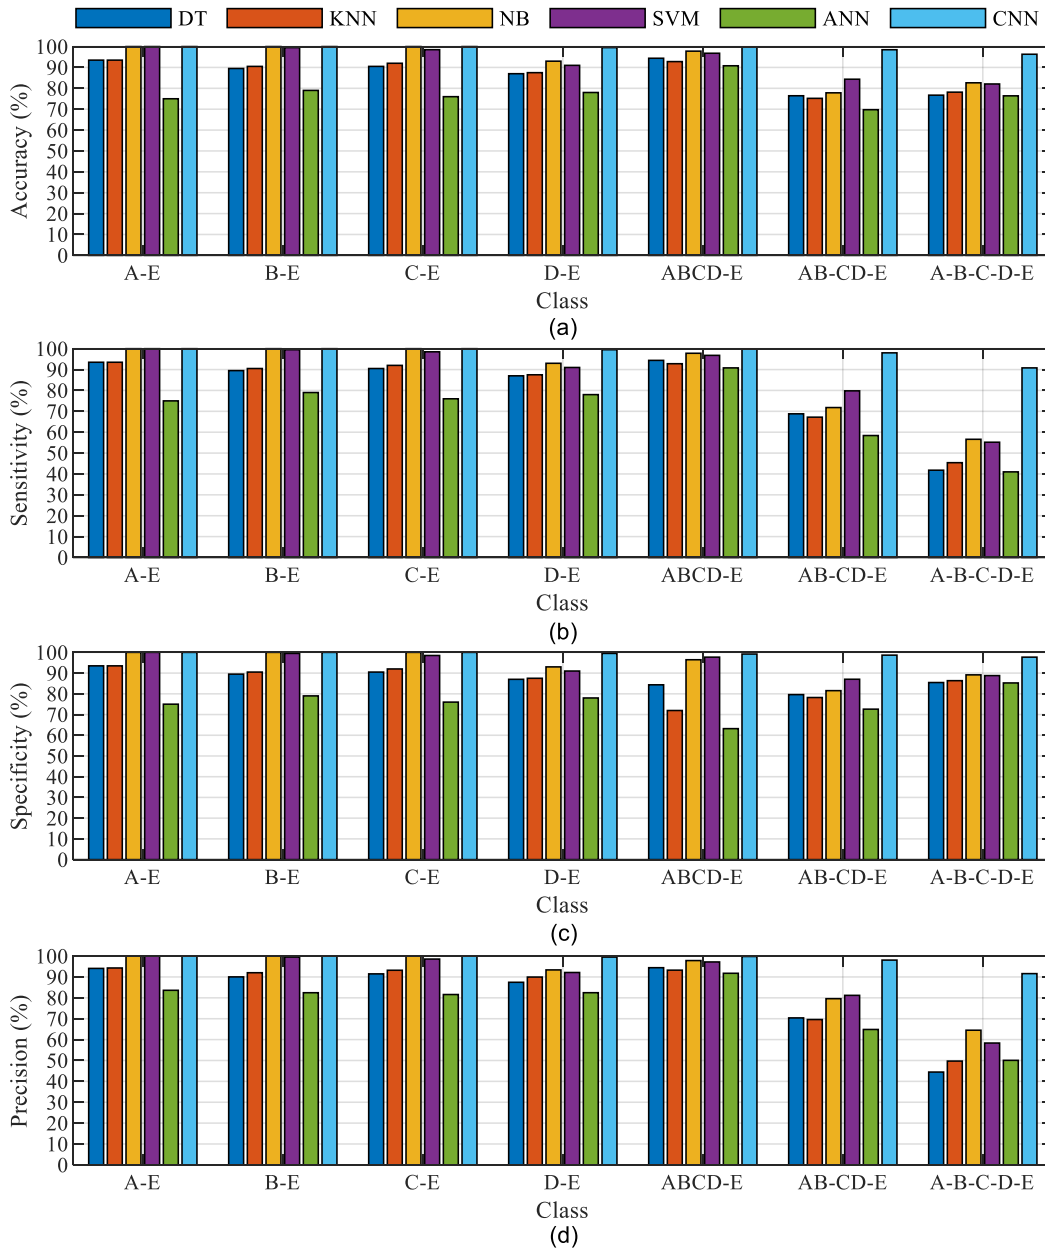 DT KNN NB SVM ANN CNN
100
90
80
70
60
50
40
30
20
10
0
Accuracy (%)
A-E B-E C-E D-E ABCD-E AB-CD-E A-B-C-D-E
Class
(a)
100
90
80
70
60
50
40
30
20
10
0
Sensitivity (%)
A-E B-E C-E D-E ABCD-E AB-CD-E A-B-C-D-E
Class
(b)
100
90
80
70
60
50
40
30
20
10
0
Specificity (%)
A-E B-E C-E D-E ABCD-E AB-CD-E A-B-C-D-E
Class
(c)
100
90
80
70
60
50
40
30
20
10
0
Precision (%)
A-E B-E C-E D-E ABCD-E AB-CD-E A-B-C-D-E
Class
(d)